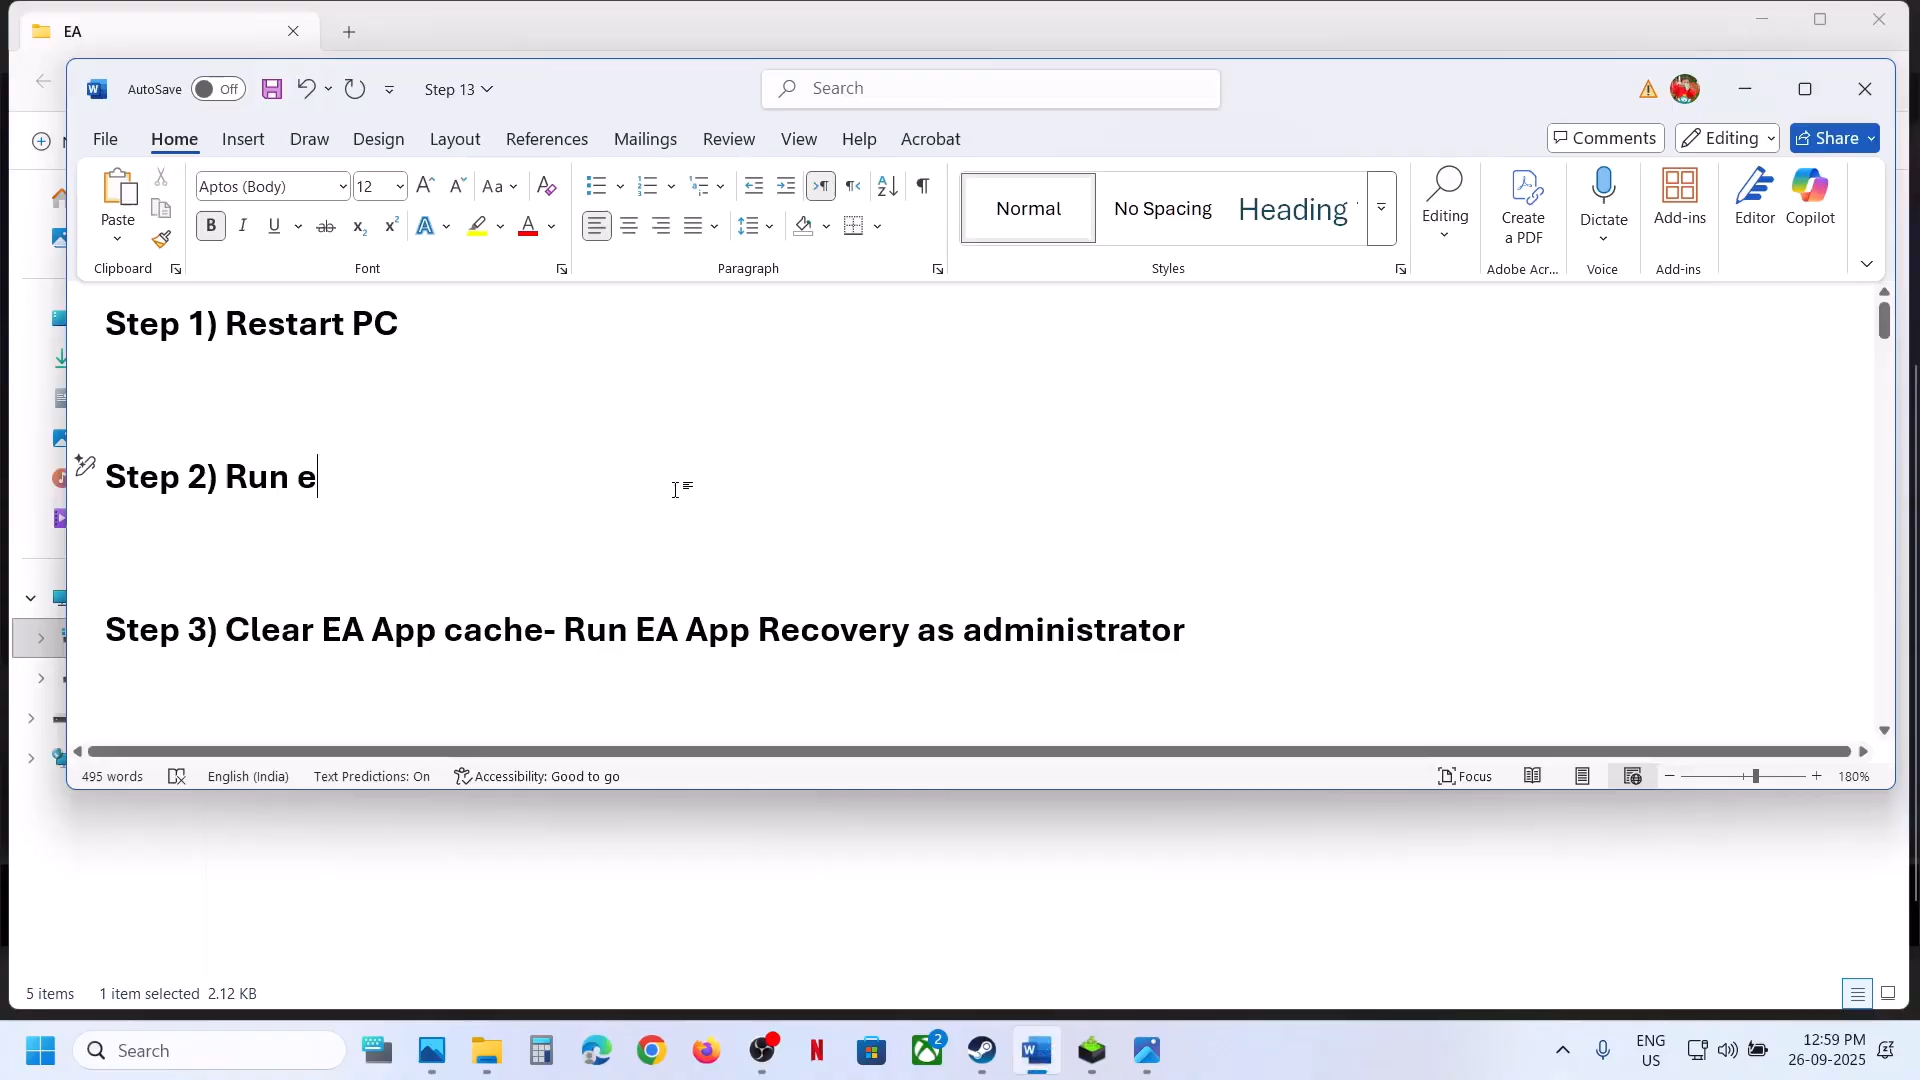 EA
AutoSave Off Step 13 Search
File Home Insert Draw Design Layout References Mailings Review View Help Acrobat Comments Editing Share
Paste Aptos (Body) 12 Aa Normal No Spacing Heading Editing Create a PDF Dictate Add-ins Editor Copilot
B I U ab x₂ x² A A
Clipboard Font Paragraph Styles Adobe Acr... Voice Add-ins
Step 1) Restart PC
Step 2) Run e
Step 3) Clear EA App cache- Run EA App Recovery as administrator
495 words English (India) Text Predictions: On Accessibility: Good to go Focus 180%
5 items 1 item selected 2.12 KB
Search 2 ENG US 12:59 PM 26-09-2025